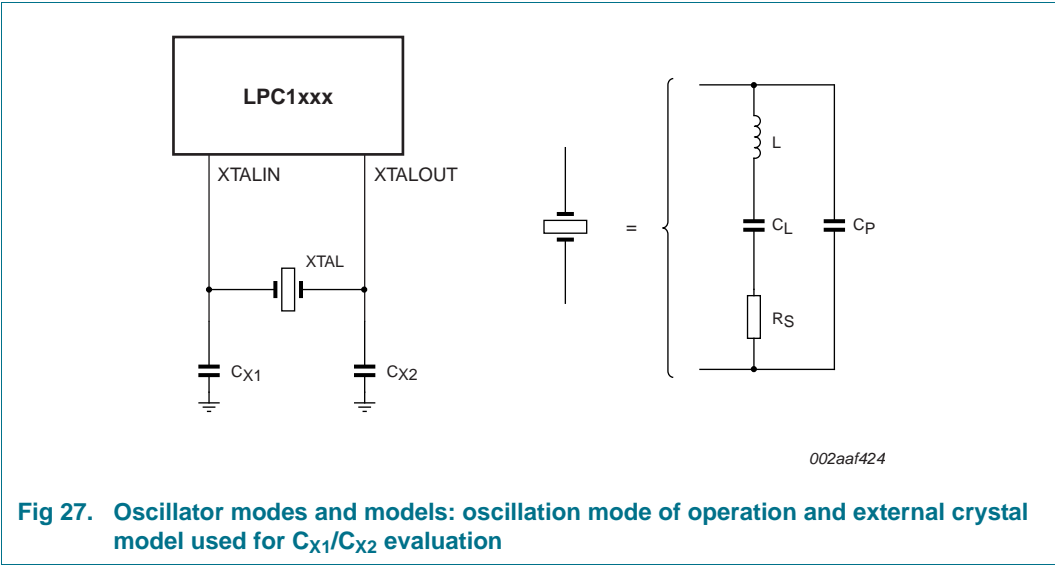 LPC1xxx
XTALIN XTALOUT
XTAL
CX1 CX2
=
L
CL CP
RS
002aaf424
Fig 27. Oscillator modes and models: oscillation mode of operation and external crystal
model used for CX1/CX2 evaluation